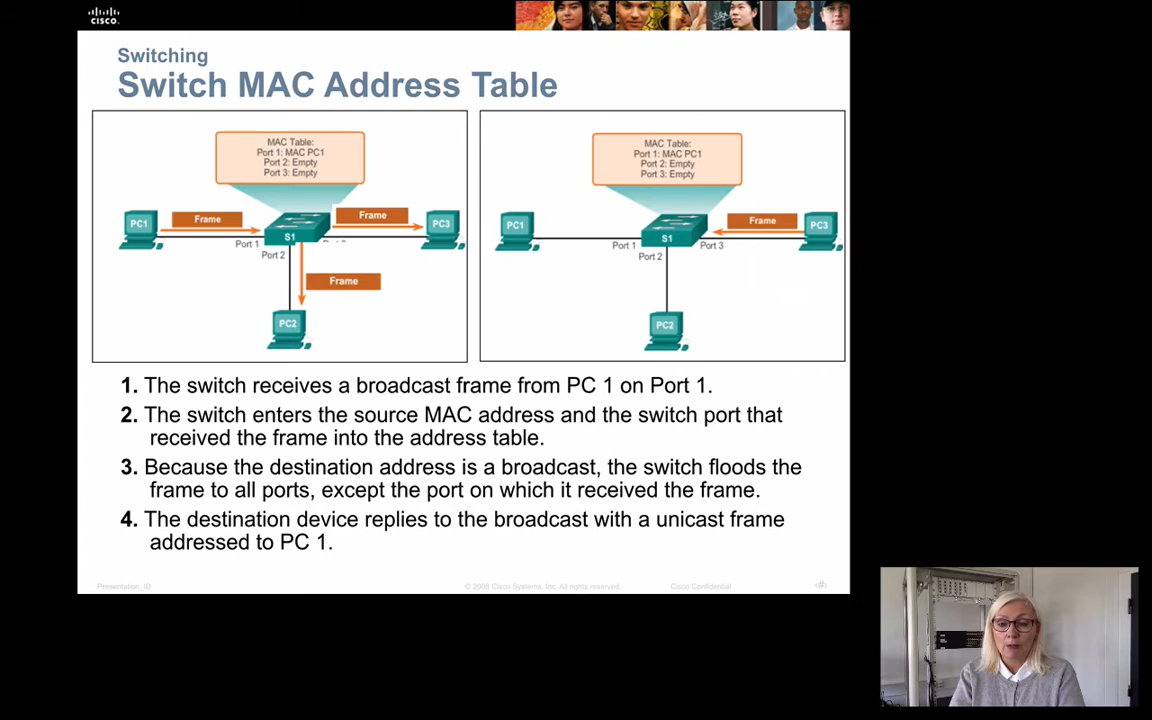 CISCO
Switching
Switch MAC Address Table
MAC Table:
Port 1: MAC PC1
Port 2: Empty
Port 3: Empty
PC1
Frame
S1
Frame
PC3
Port 1
Port 2
Frame
PC2
MAC Table:
Port 1: MAC PC1
Port 2: Empty
Port 3: Empty
PC1
S1
Frame
PC3
Port 1
Port 3
Port 2
PC2
1. The switch receives a broadcast frame from PC 1 on Port 1.
2. The switch enters the source MAC address and the switch port that
received the frame into the address table.
3. Because the destination address is a broadcast, the switch floods the
frame to all ports, except the port on which it received the frame.
4. The destination device replies to the broadcast with a unicast frame
addressed to PC 1.
Presentation_ID
© 2008 Cisco Systems, Inc. All rights reserved.
Cisco Confidential
‹#›